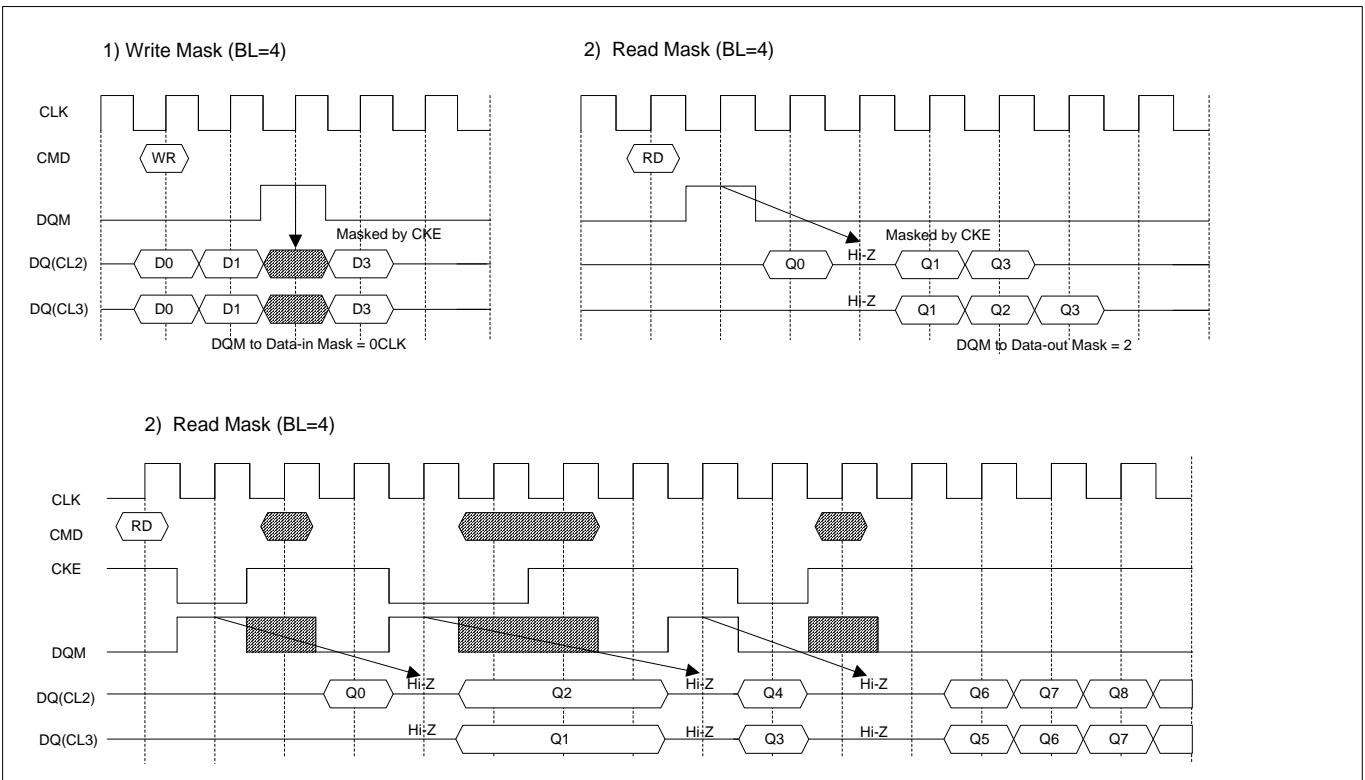 1) Write Mask (BL=4)
CLK
CMD
WR
DQM
Masked by CKE
DQ(CL2)
D0
D1
D3
DQ(CL3)
D0
D1
D3
DQM to Data-in Mask = 0CLK
2) Read Mask (BL=4)
RD
Masked by CKE
Hi-Z
Q0
Q1
Q3
Hi-Z
Q1
Q2
Q3
DQM to Data-out Mask = 2
2) Read Mask (BL=4)
CLK
RD
CMD
CKE
DQM
DQ(CL2)
Q0
Hi-Z
Q2
Hi-Z
Q4
Hi-Z
Q6
Q7
Q8
DQ(CL3)
Hi-Z
Q1
Hi-Z
Q3
Hi-Z
Q5
Q6
Q7